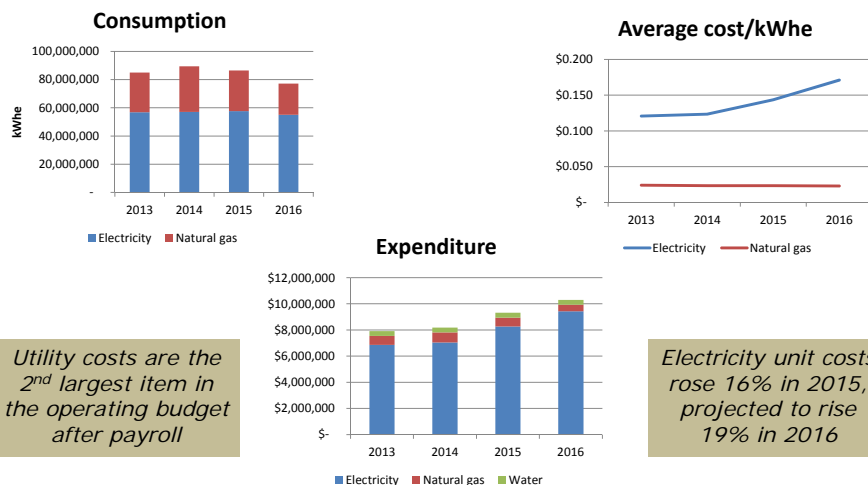 Consumption
100,000,000
80,000,000
60,000,000
40,000,000
20,000,000
-
kWhe
2013 2014 2015 2016
Electricity Natural gas
Average cost/kWhe
$0.200
$0.150
$0.100
$0.050
$-
2013 2014 2015 2016
Electricity Natural gas
Expenditure
$12,000,000
$10,000,000
$8,000,000
$6,000,000
$4,000,000
$2,000,000
$-
2013 2014 2015 2016
Electricity Natural gas Water
Utility costs are the
2nd largest item in
the operating budget
after payroll
Electricity unit costs
rose 16% in 2015,
projected to rise
19% in 2016